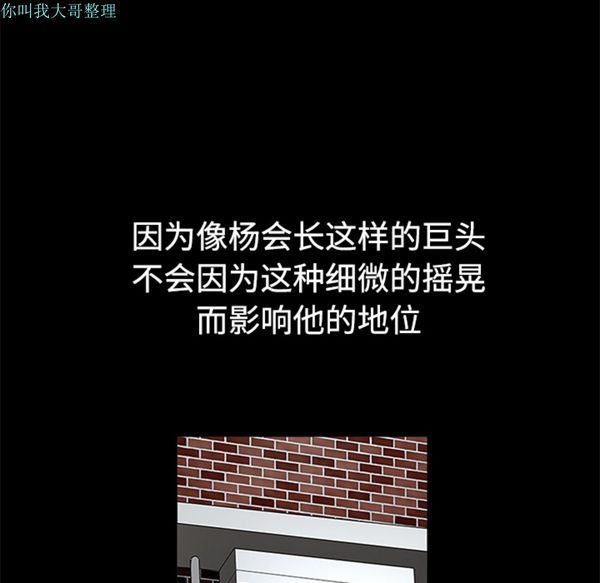 你叫我大哥整理
因为像杨会长这样的巨头
不会因为这种细微的摇晃
而影响他的地位